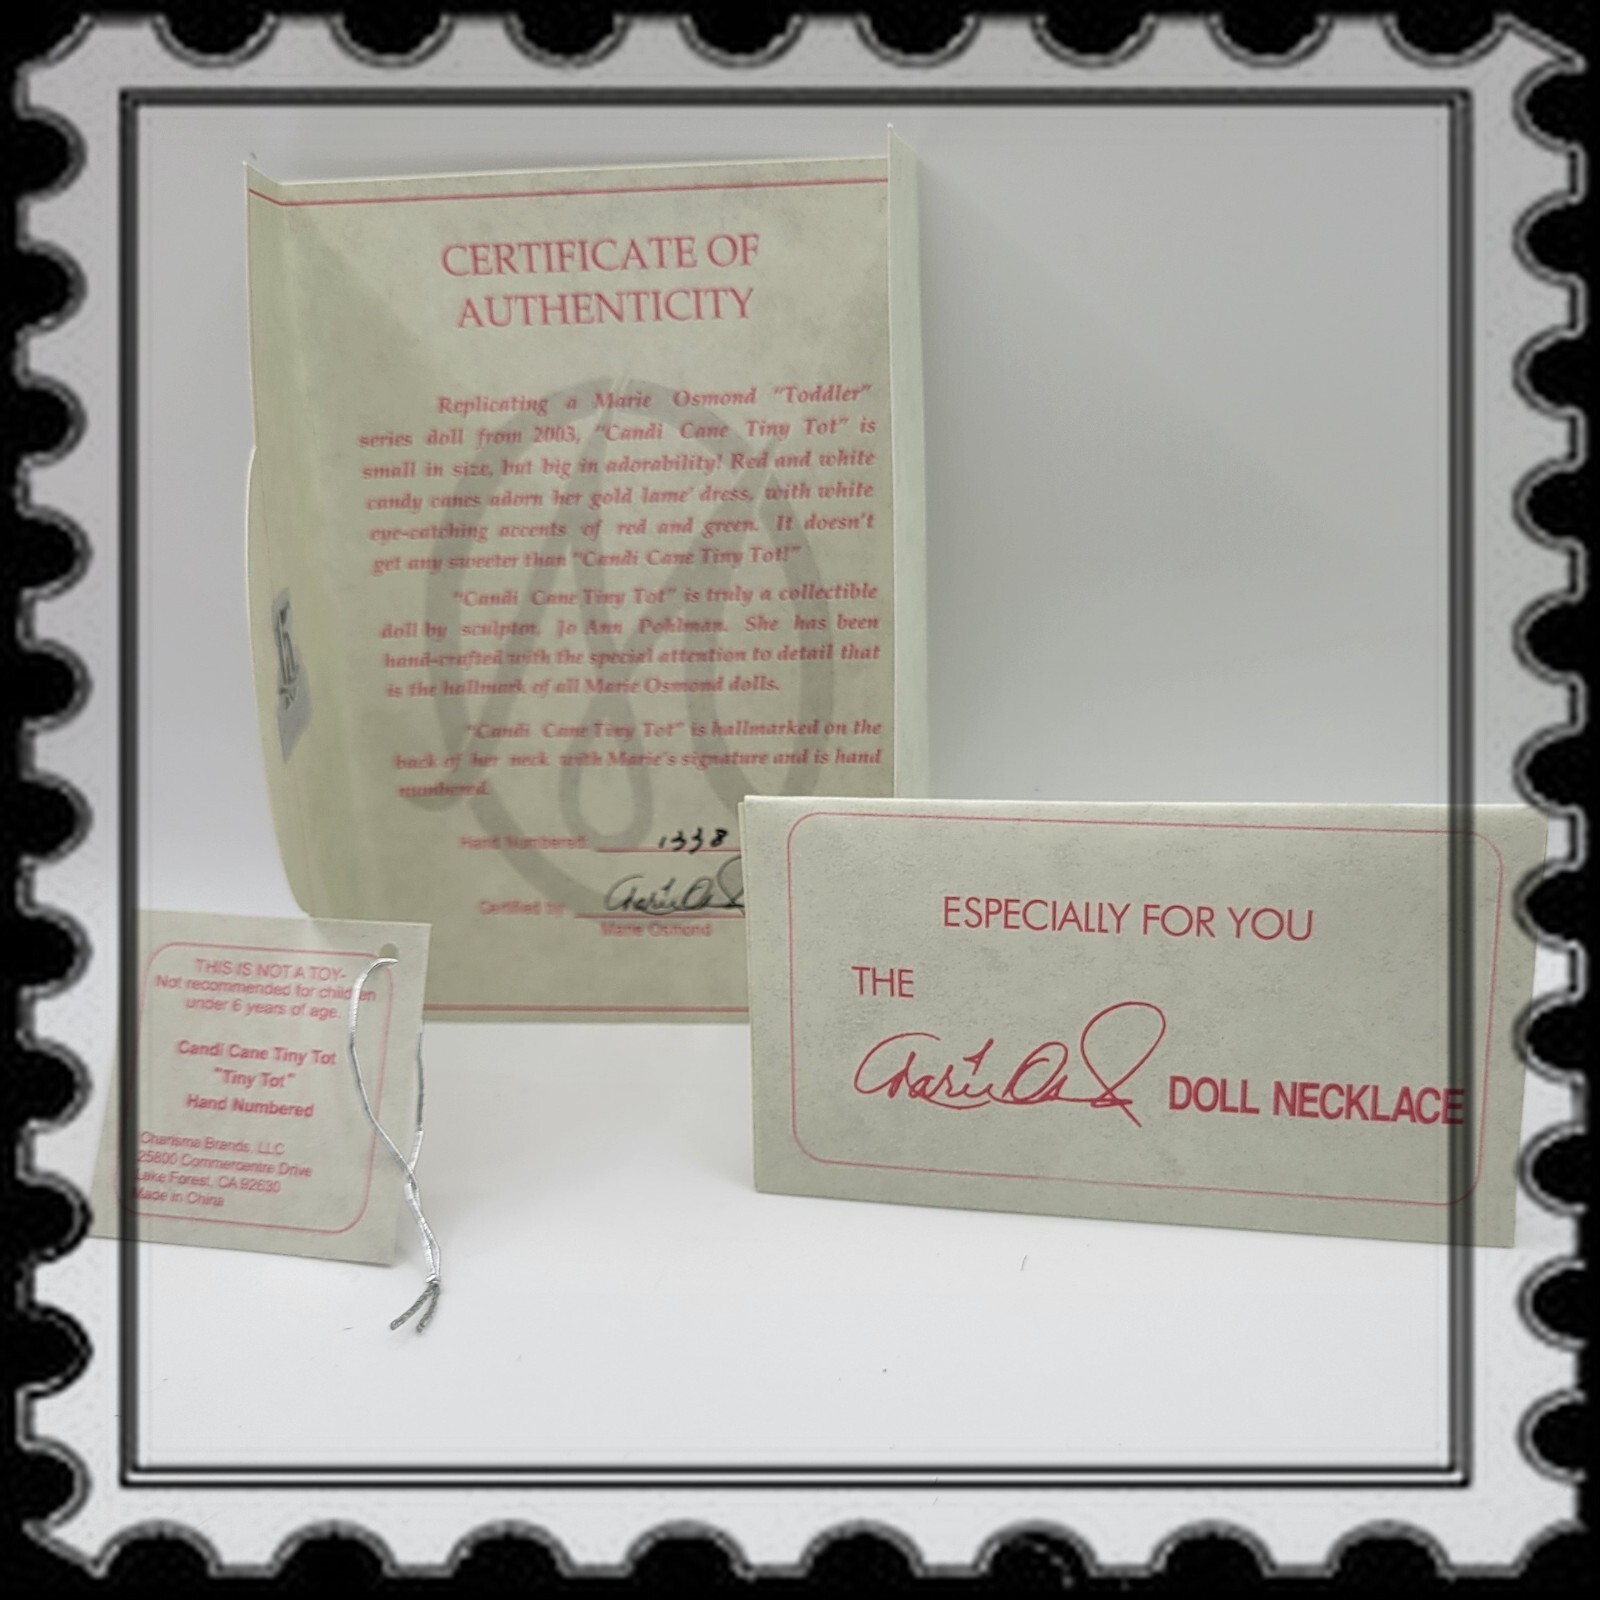 CERTIFICATE OF
AUTHENTICITY
Replicating a Marie Osmond "Toddler"
series doll from 2003, "Candi Cane Tiny Tot" is
small in size, but big in adorability! Red and white
candy canes adorn her gold lame' dress, with white
eye-catching accents of red and green. It doesn't
get any sweeter than "Candi Cane Tiny Tot!"
"Candi Cane Tiny Tot" is truly a collectible
doll by sculptor, Jo Ann Pohlman. She has been
hand-crafted with the special attention to detail that
is the hallmark of all Marie Osmond dolls.
"Candi Cane Tiny Tot" is hallmarked on the
back of her neck with Marie's signature and is hand
numbered.
Hand Numbered 1338
Certified by Marie Osmond
Marie Osmond
THIS IS NOT A TOY-
Not recommended for children
under 6 years of age.
Candi Cane Tiny Tot
"Tiny Tot"
Hand Numbered
Charisma Brands, LLC
25800 Commercentre Drive
Lake Forest, CA 92630
Made in China
ESPECIALLY FOR YOU
THE
Marie Osmond DOLL NECKLACE